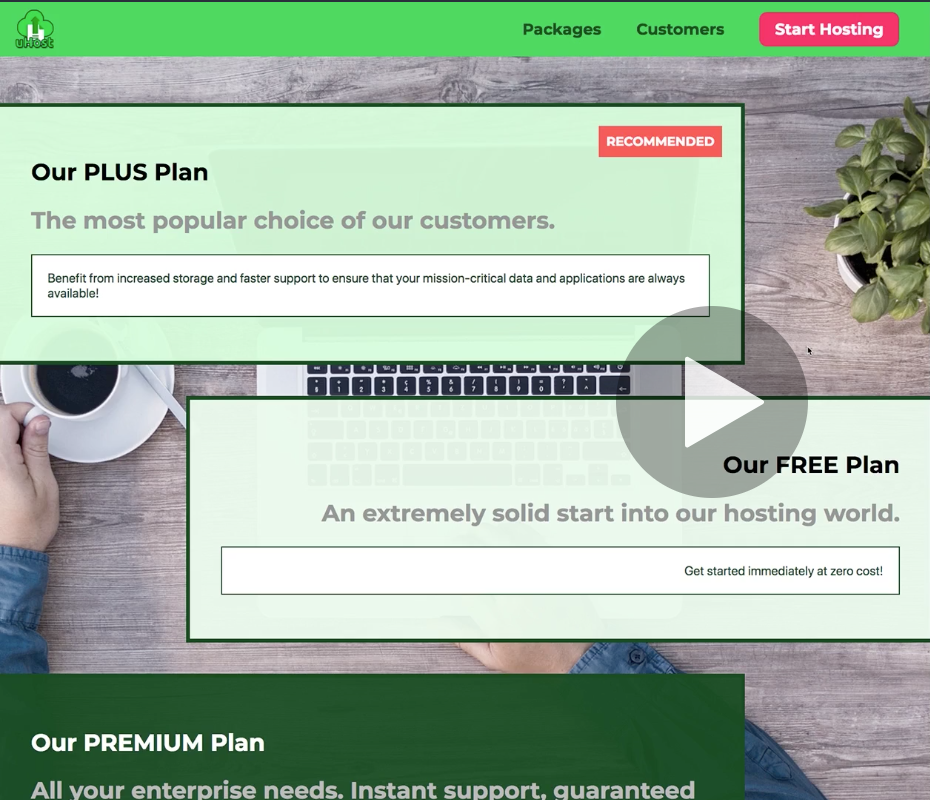 uHost
Packages
Customers
Start Hosting
RECOMMENDED
Our PLUS Plan
The most popular choice of our customers.
Benefit from increased storage and faster support to ensure that your mission-critical data and applications are always
available!
Our FREE Plan
An extremely solid start into our hosting world.
Get started immediately at zero cost!
Our PREMIUM Plan
All your enterprise needs. Instant support, guaranteed